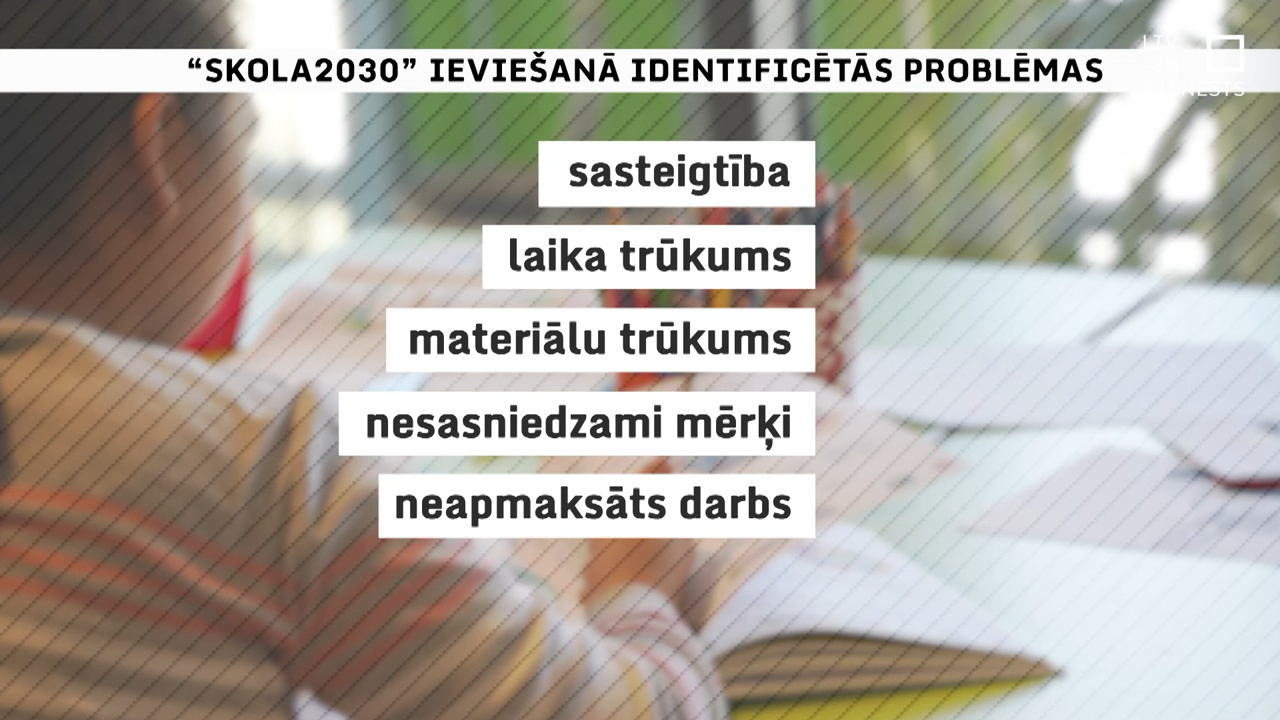 “SKOLA2030” IEVIEŠANĀ IDENTIFICĒTĀS PROBLĒMAS
sasteigtība
laika trūkums
materiālu trūkums
nesasniedzami mērķi
neapmaksāts darbs